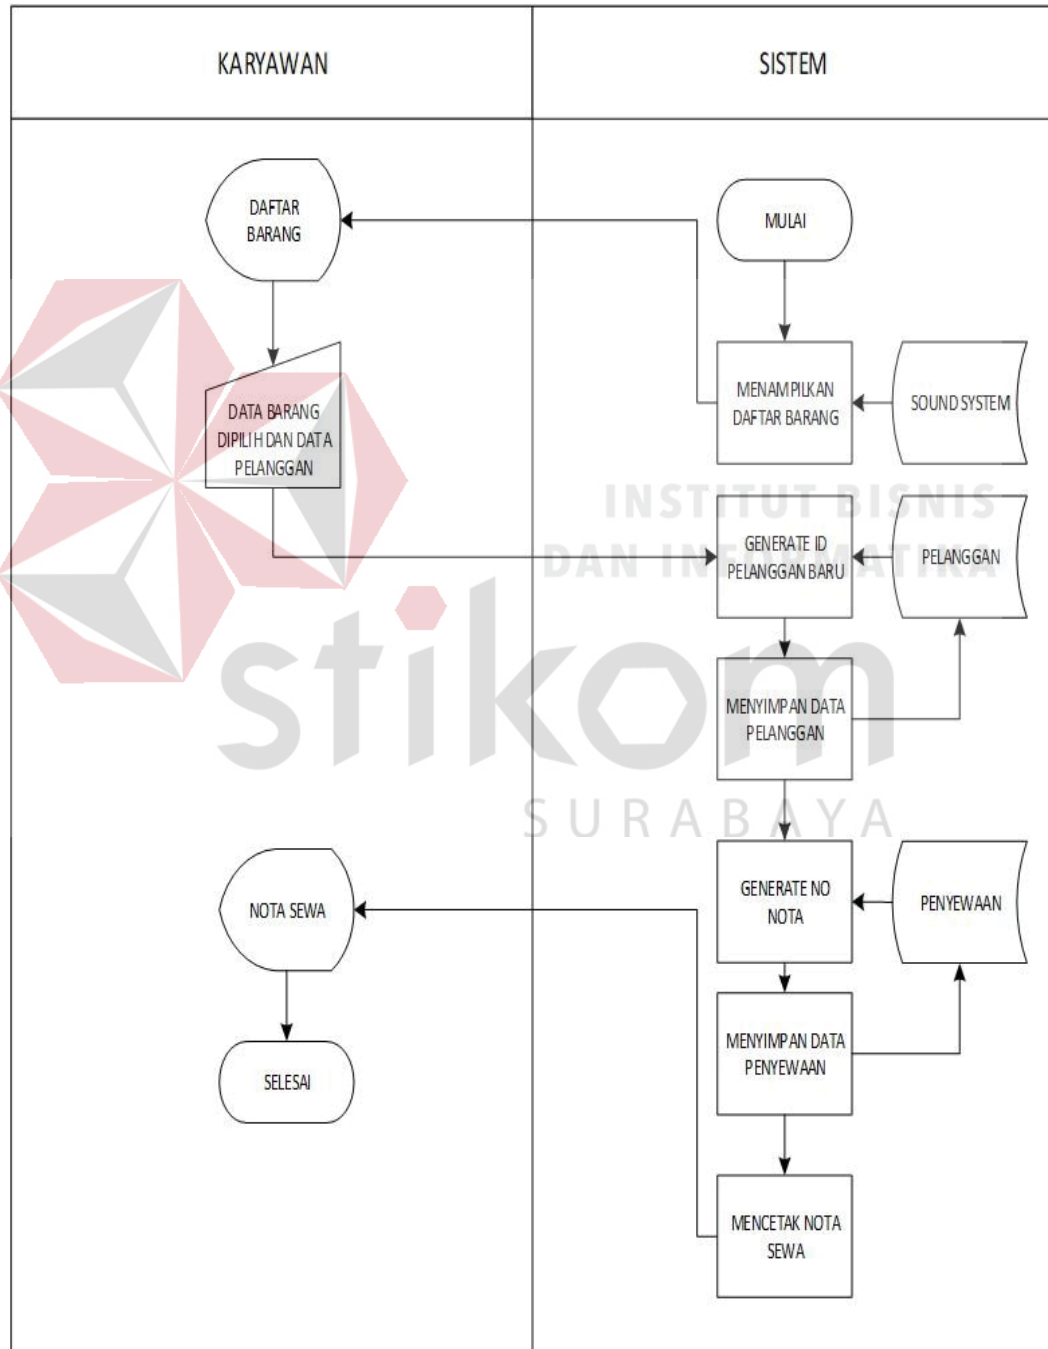 KARYAWAN
SISTEM
DAFTAR
BARANG
MULAI
DATA BARANG
DIPILIH DAN DATA
PELANGGAN
MENAMPILKAN
DAFTAR BARANG
SOUND SYSTEM
INSTITUT BISNIS
DAN INFORMATIKA
GENERATE ID
PELANGGAN BARU
PELANGGAN
stikom
MENYIMPAN DATA
PELANGGAN
SURABAYA
NOTA SEWA
GENERATE NO
NOTA
PENYEWAAN
SELESAI
MENYIMPAN DATA
PENYEWAAN
MENCETAK NOTA
SEWA